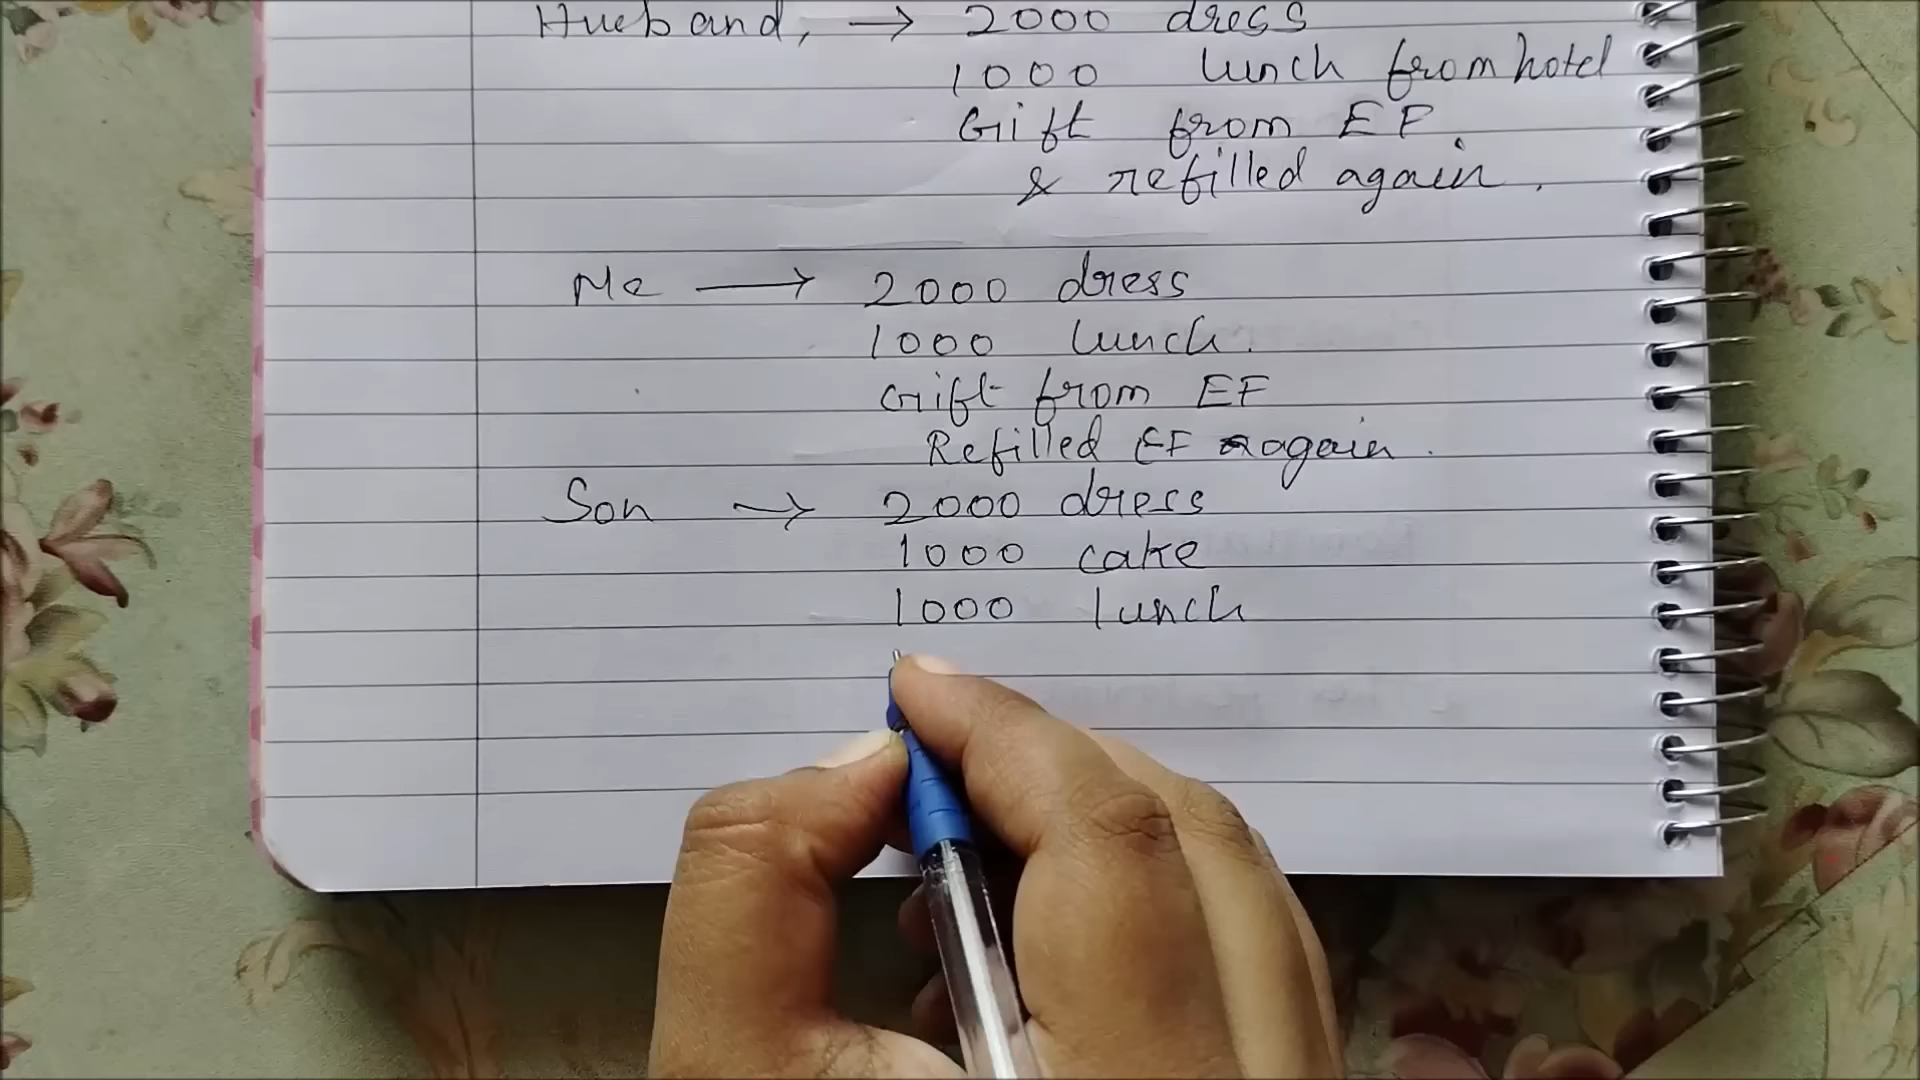 Husband, → 2000 dress
1000 lunch from hotel
Gift from EF
& refilled again.
Me → 2000 dress
1000 lunch.
Gift from EF
Refilled EF again.
Son → 2000 dress
1000 cake
1000 lunch